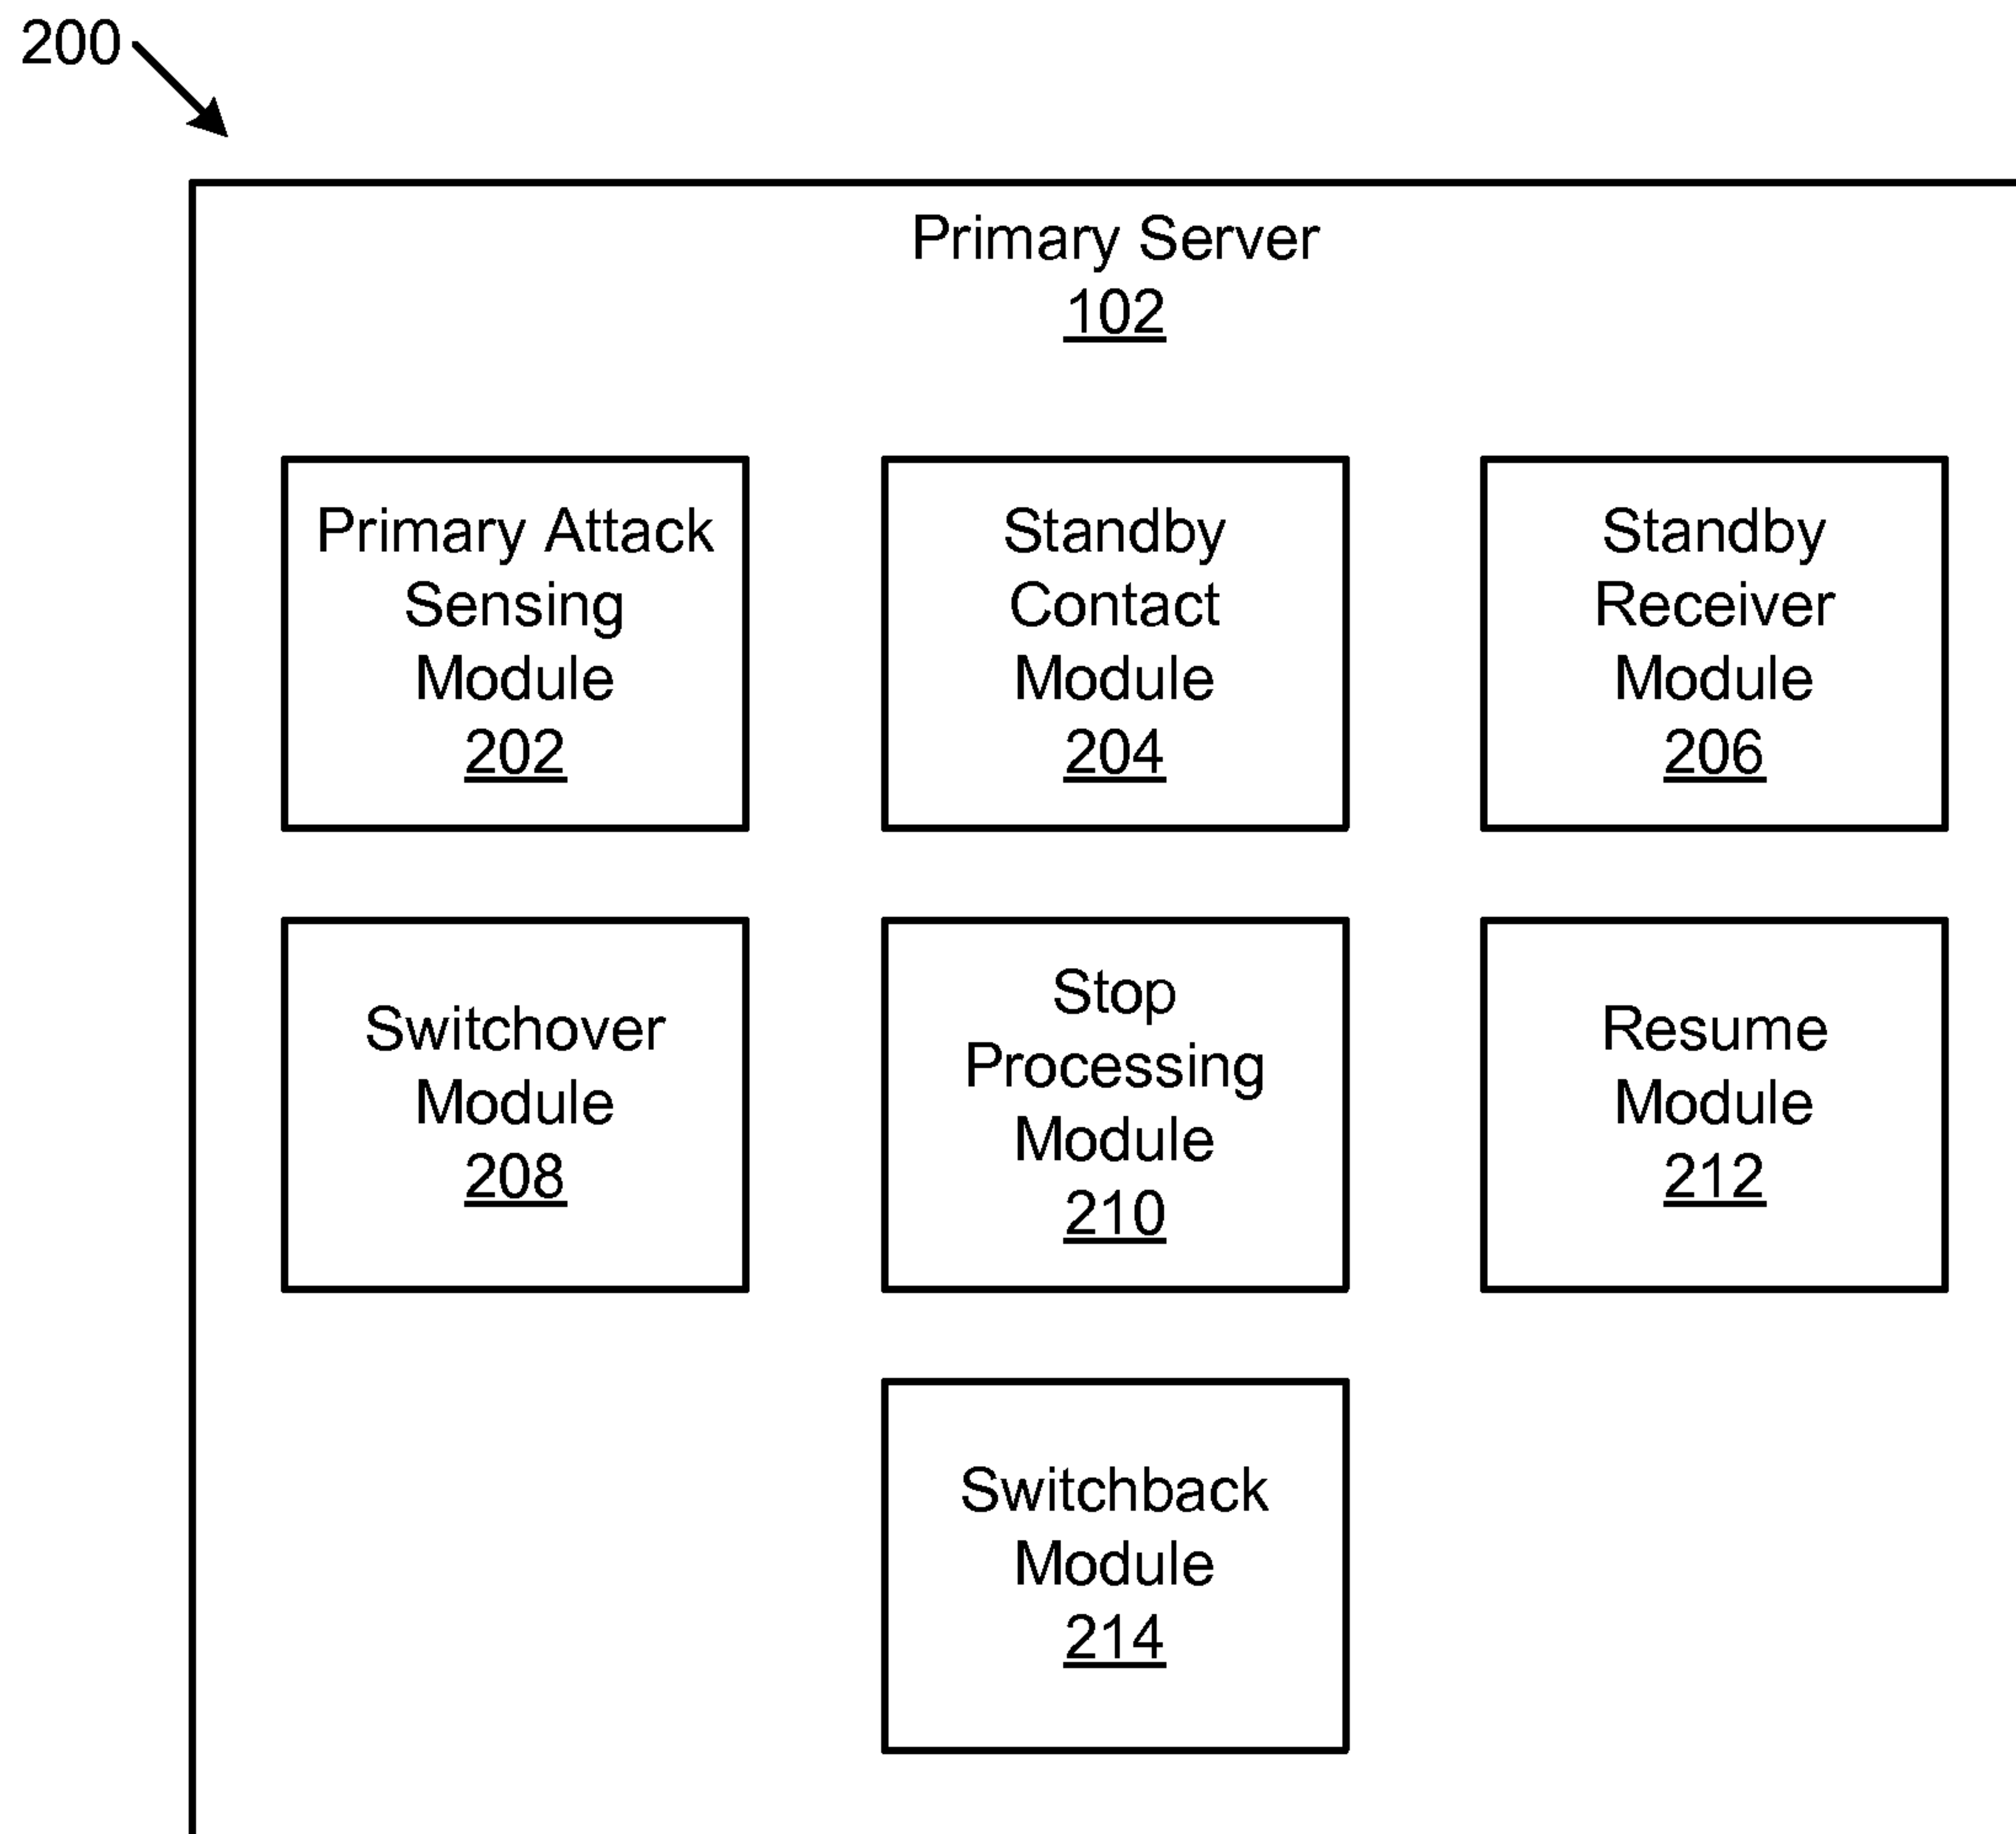 200
Primary Server
102
Primary Attack
Sensing
Module
202
Standby
Contact
Module
204
Standby
Receiver
Module
206
Switchover
Module
208
Stop
Processing
Module
210
Resume
Module
212
Switchback
Module
214